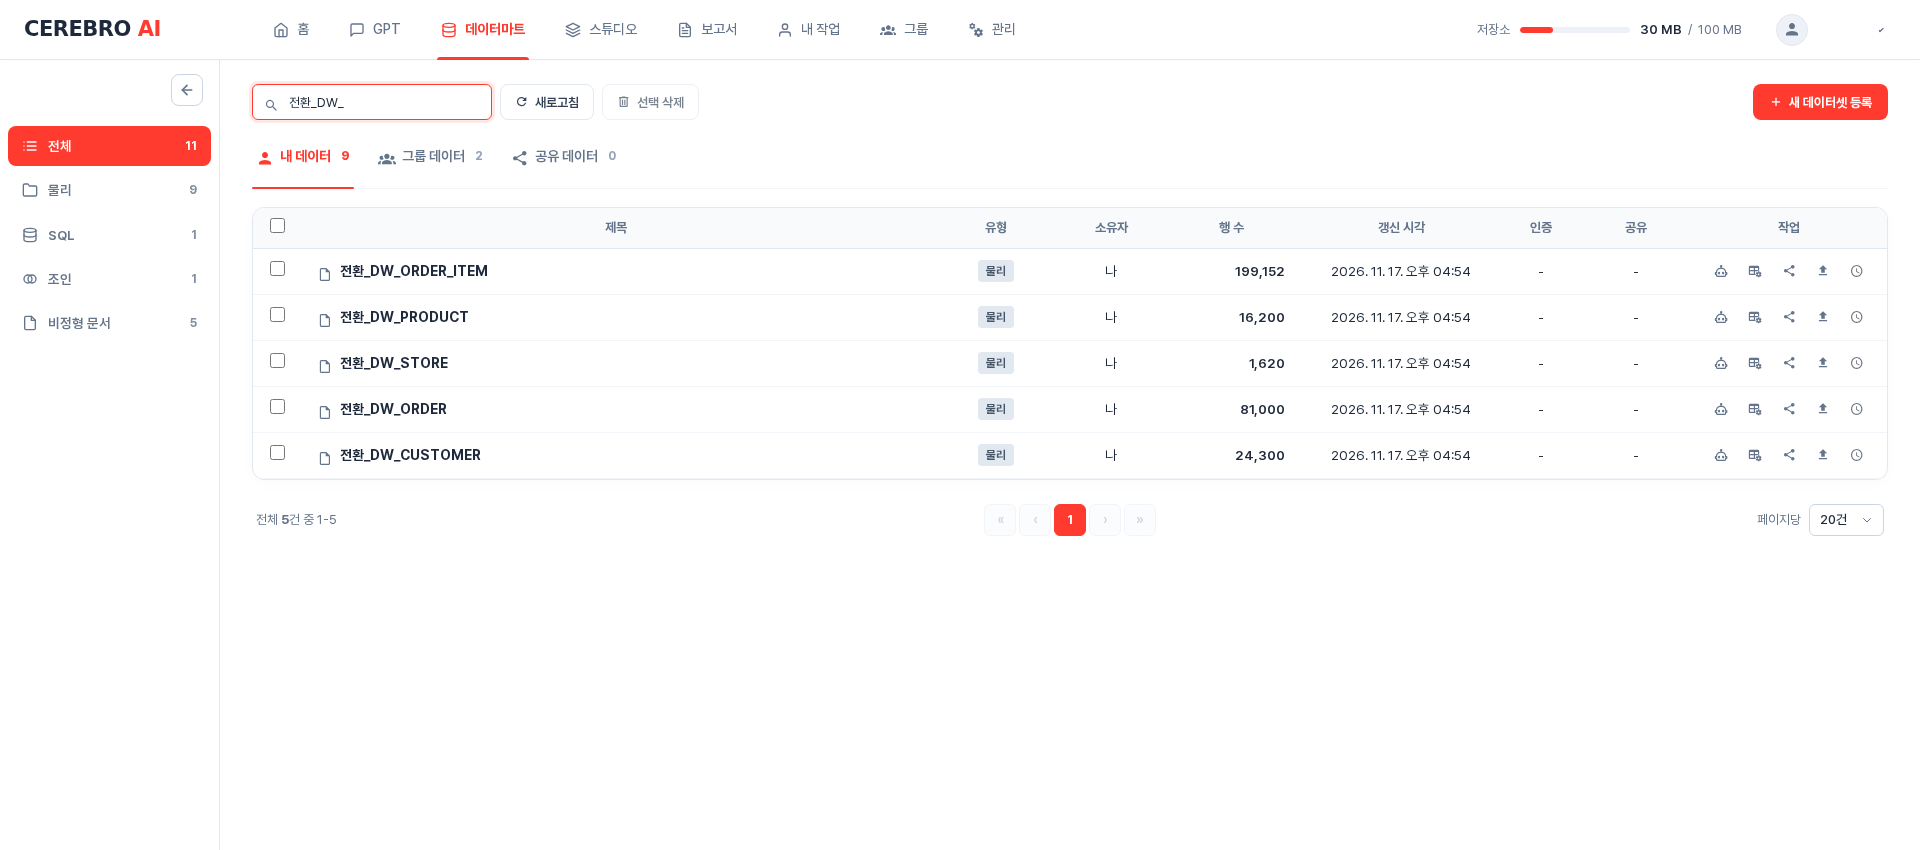 CEREBRO AI
홈
GPT
데이터마트
스튜디오
보고서
내 작업
그룹
관리
저장소
30 MB / 100 MB
전체 11
물리 9
SQL 1
조인 1
비정형 문서 5
전환_DW_
새로고침
선택 삭제
+ 새 데이터셋 등록
내 데이터 9
그룹 데이터 2
공유 데이터 0
제목 유형 소유자 행 수 갱신 시각 인증 공유 작업
전환_DW_ORDER_ITEM 물리 나 199,152 2026. 11. 17. 오후 04:54 - -
전환_DW_PRODUCT 물리 나 16,200 2026. 11. 17. 오후 04:54 - -
전환_DW_STORE 물리 나 1,620 2026. 11. 17. 오후 04:54 - -
전환_DW_ORDER 물리 나 81,000 2026. 11. 17. 오후 04:54 - -
전환_DW_CUSTOMER 물리 나 24,300 2026. 11. 17. 오후 04:54 - -
전체 5건 중 1-5
« ‹ 1 › »
페이지당 20건